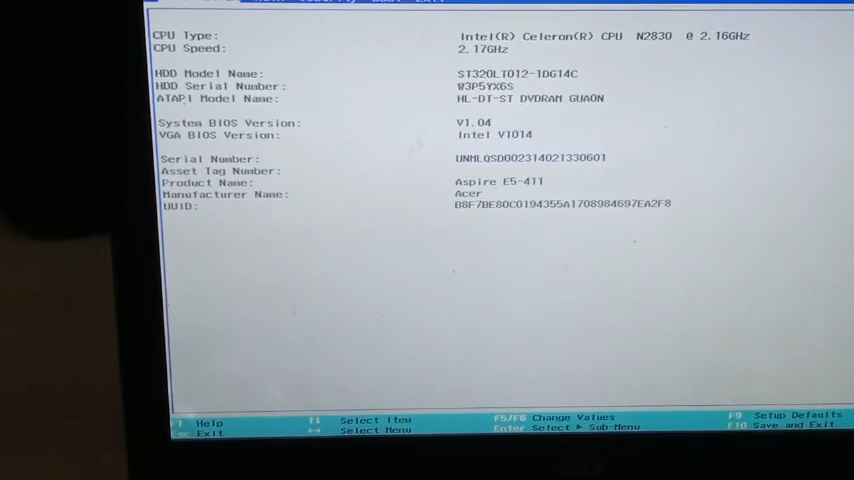 CPU Type: Intel(R) Celeron(R) CPU N2830 @ 2.16GHz
CPU Speed: 2.17GHz
HDD Model Name: ST320LT012-1DG14C
HDD Serial Number: W3P5YX6S
ATAPI Model Name: HL-DT-ST DVDRAM GUA0N
System BIOS Version: V1.04
VGA BIOS Version: Intel V1014
Serial Number: UNMLQSD002314021330601
Asset Tag Number:
Product Name: Aspire E5-411
Manufacturer Name: Acer
UUID: B8F7BE80C0194355A1708984697EA2F8
F1 Help ↑↓ Select Item F5/F6 Change Values F9 Setup Defaults
Esc Exit ↔ Select Menu Enter Select ▶ Sub-Menu F10 Save and Exit